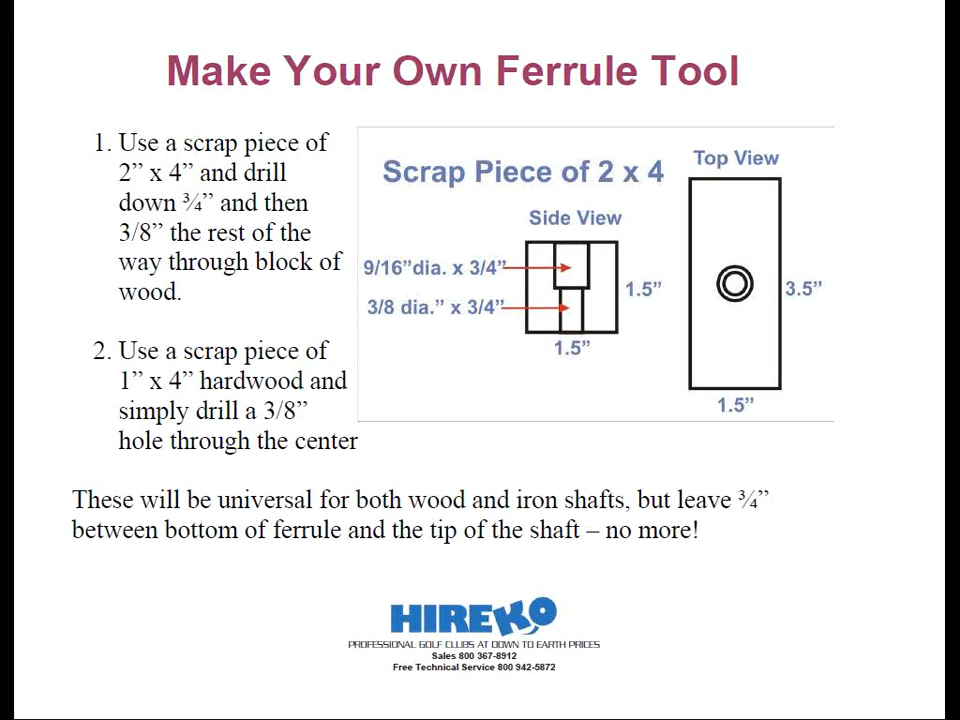 Make Your Own Ferrule Tool
1. Use a scrap piece of
2” x 4” and drill
down ¾” and then
3/8” the rest of the
way through block of
wood.
2. Use a scrap piece of
1” x 4” hardwood and
simply drill a 3/8”
hole through the center
Scrap Piece of 2 x 4
Side View
9/16”dia. x 3/4”
3/8 dia.” x 3/4”
1.5”
1.5”
Top View
3.5”
1.5”
These will be universal for both wood and iron shafts, but leave ¾”
between bottom of ferrule and the tip of the shaft – no more!
HIREKO
PROFESSIONAL GOLF CLUBS AT DOWN TO EARTH PRICES
Sales 800 367-8912
Free Technical Service 800 942-5872